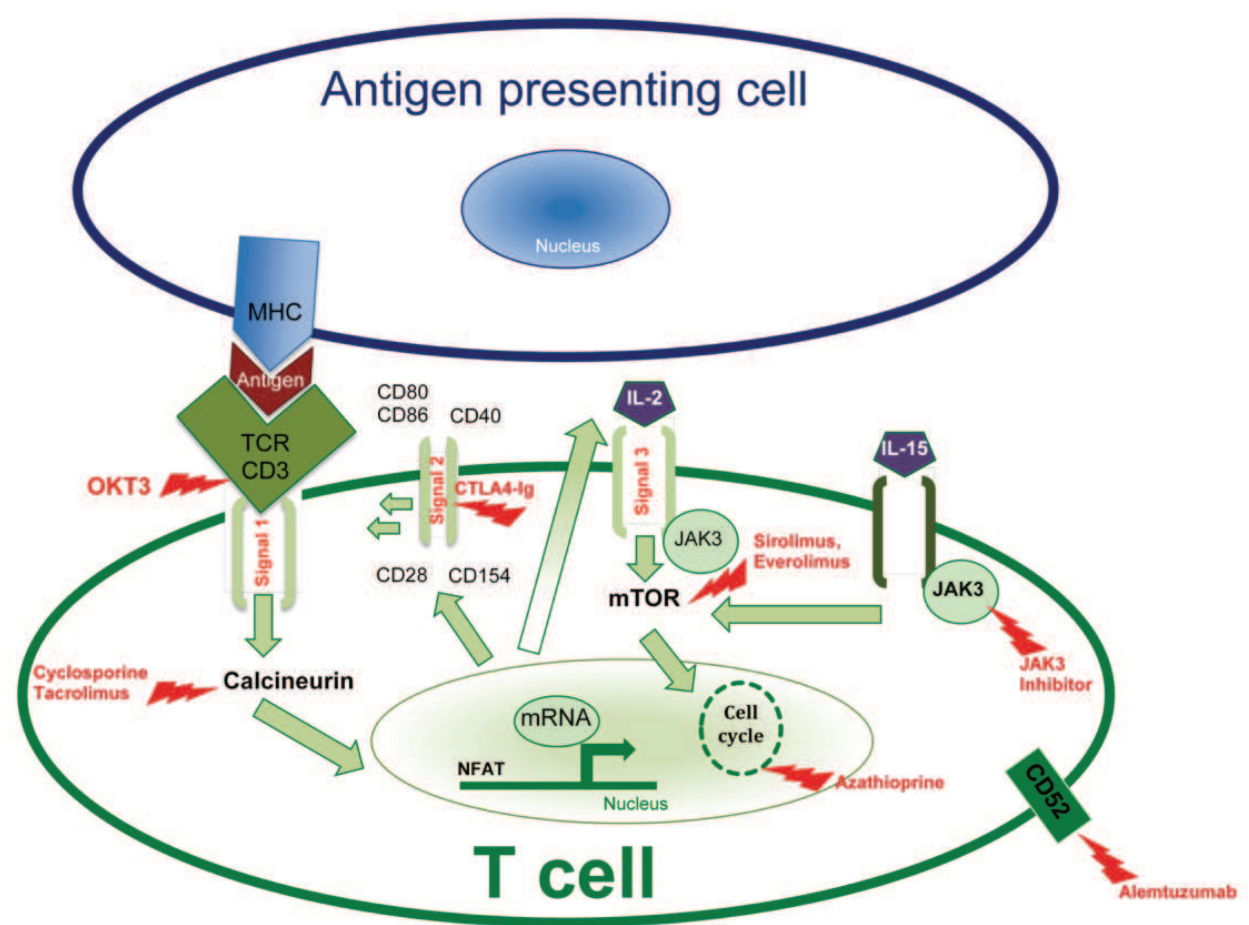 Antigen presenting cell
Nucleus
MHC
Antigen
TCR
CD3
OKT3
Signal 1
CD80
CD86
CD40
Signal 2
CTLA4-Ig
CD28
CD154
IL-2
Signal 3
JAK3
Sirolimus,
Everolimus
mTOR
IL-15
JAK3
JAK3
Inhibitor
Cyclosporine
Tacrolimus
Calcineurin
mRNA
NFAT
Nucleus
Cell
cycle
Azathioprine
CD52
Alemtuzumab
T cell